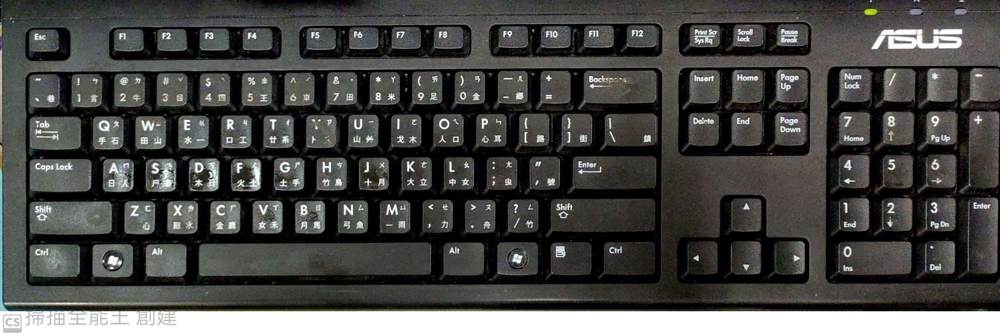 Esc F1 F2 F3 F4 F5 F6 F7 F8 F9 F10 F11 F12 Print Scr Sys Rq Scroll Lock Pause Break ASUS
~ 、 巷 ! ㄅ 1 言 @ ㄉ 2 牛 # ˇ 3 目 $ ˋ 4 四 % ㄓ 5 王 ^ ˊ 6 車 & ˙ 7 田 * ㄚ 8 米 ( ㄞ 9 足 ) ㄢ 0 金 — ㄦ - 鄉 + = Backspace ← Insert Home Page Up Num Lock / * -
Tab Q ㄆ 手 石 W ㄊ 田 山 E ㄍ 水 一 R ㄐ 口 工 T ㄔ 廿 系 Y ㄗ 卜 火 U ㄧ 山 艸 I ㄛ 戈 木 O ㄟ 人 口 P ㄣ 心 耳 { [ 路 } ] 街 | \ 鎮 Delete End Page Down 7 Home 8 ↑ 9 Pg Up +
Caps Lock A ㄇ 日 人 S ㄋ 尸 D ㄎ 木 日 F ㄑ 火 土 G ㄕ 土 手 H ㄘ 竹 鳥 J ㄨ 十 月 K ㄜ 大 立 L ㄠ 中 女 : ㄤ ; 虫 " , 號 Enter 4 ← 5 6 →
Shift Z ㄈ 心 X ㄌ 難 水 C ㄏ 金 鹿 V ㄒ 女 禾 B ㄖ 月 馬 N ㄙ 弓 魚 M ㄩ 一 雨 < ㄝ , 力 > ㄡ . 舟 ? ㄥ / 竹 Shift ▲ 1 End 2 ↓ 3 Pg Dn Enter
Ctrl Alt Alt Ctrl ◀ ▼ ▶ 0 Ins . Del
CS 掃描全能王 創建